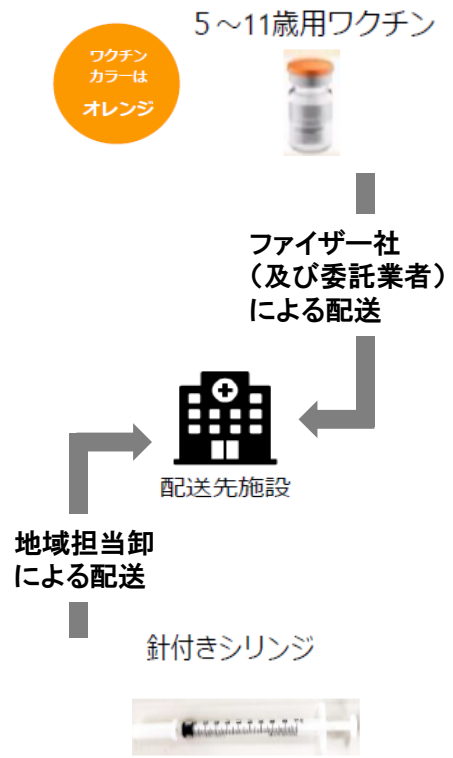 5～11歳用ワクチン
ワクチン
カラーは
オレンジ
ファイザー社
（及び委託業者）
による配送
配送先施設
地域担当卸
による配送
針付きシリンジ